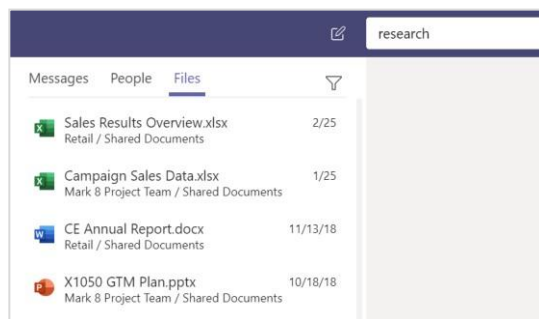 research
Messages People Files
Sales Results Overview.xlsx 2/25
Retail / Shared Documents
Campaign Sales Data.xlsx 1/25
Mark 8 Project Team / Shared Documents
CE Annual Report.docx 11/13/18
Retail / Shared Documents
X1050 GTM Plan.pptx 10/18/18
Mark 8 Project Team / Shared Documents